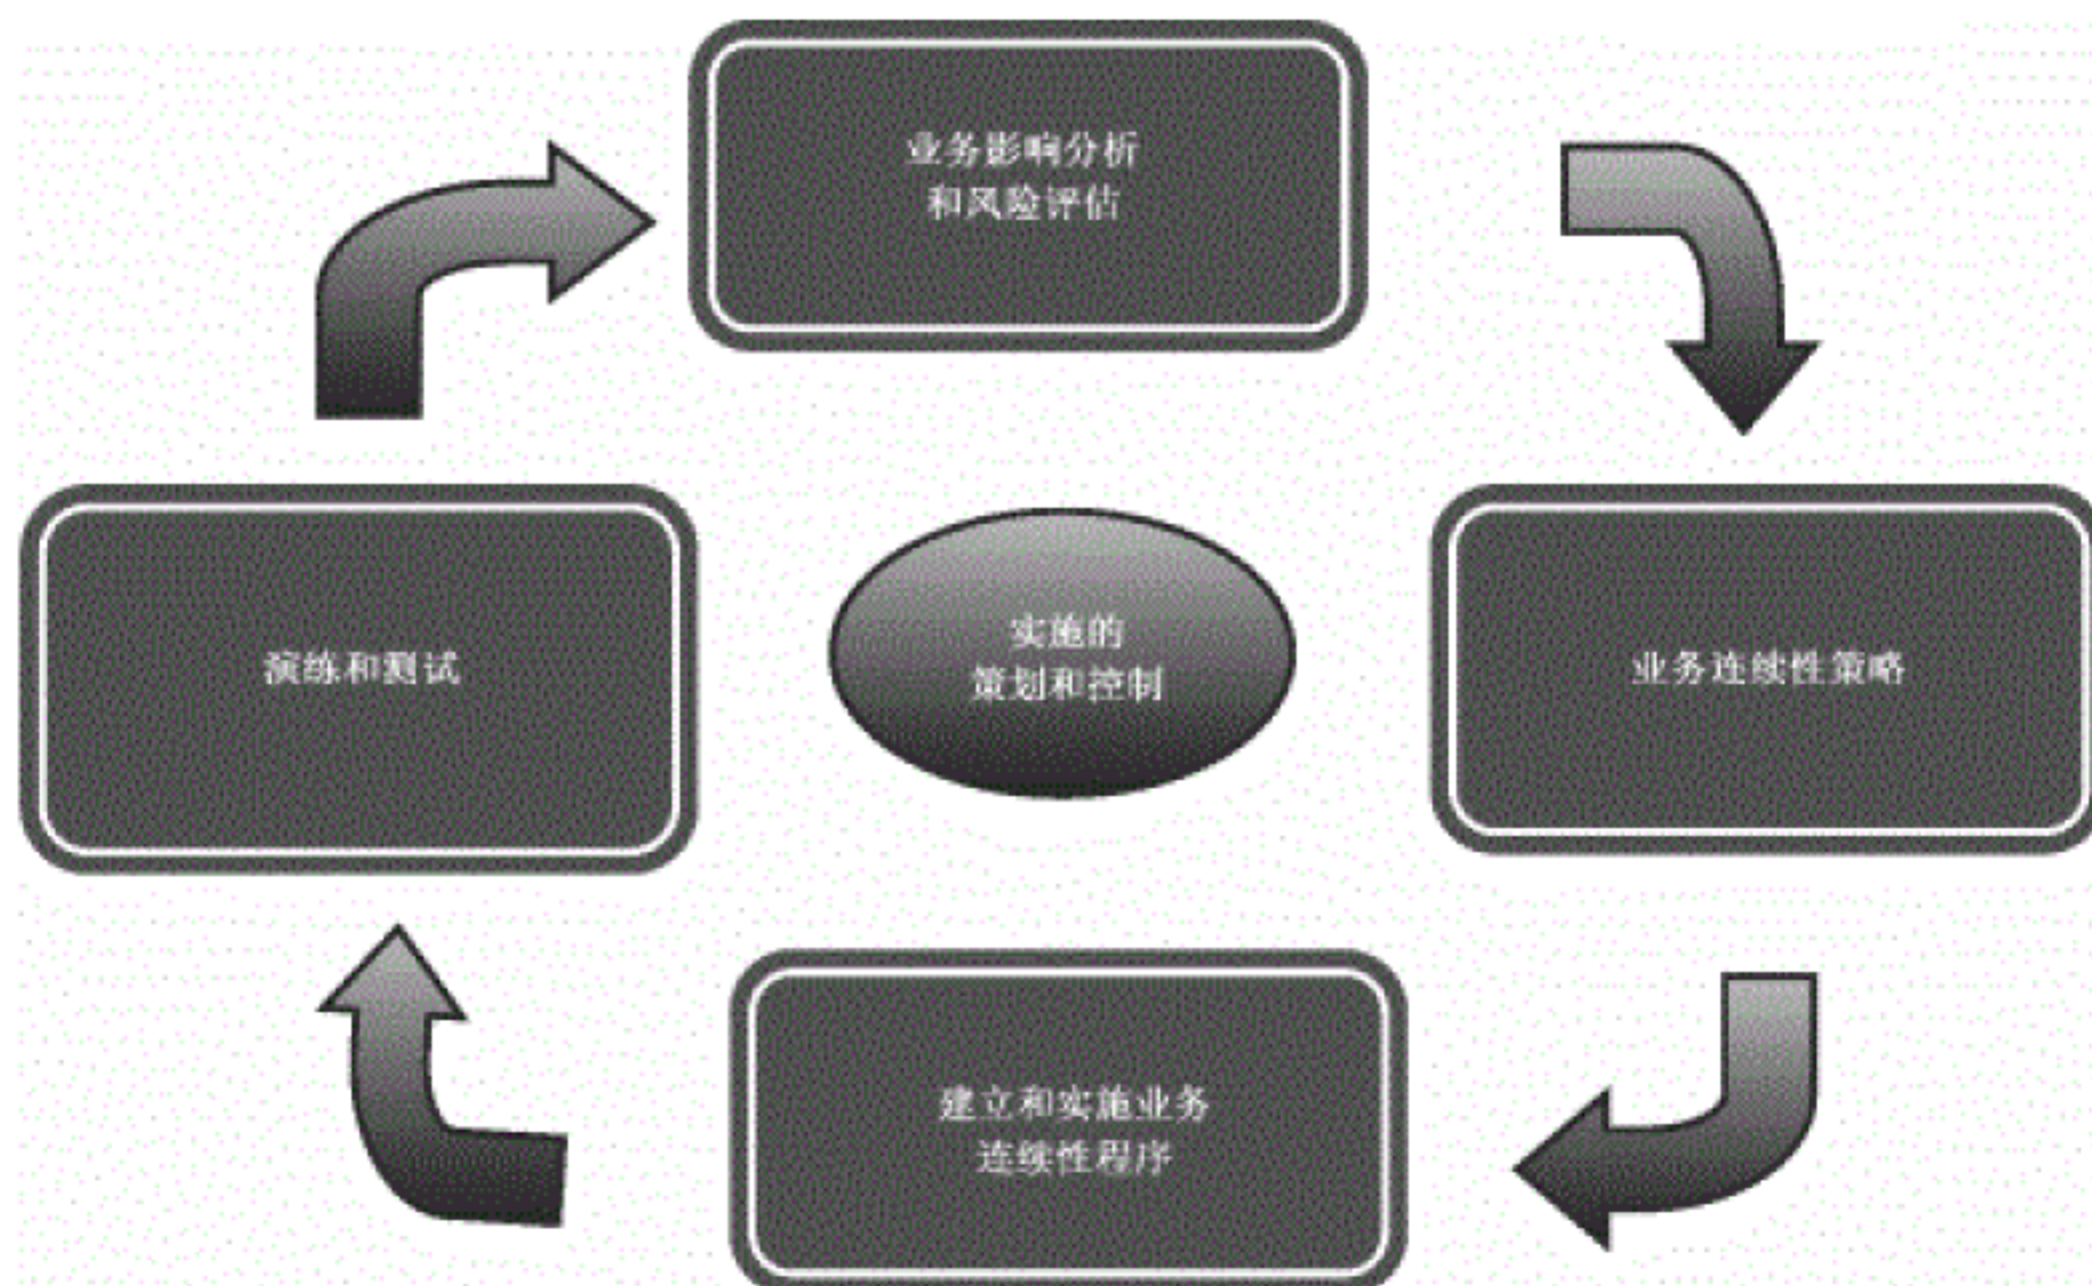 业务影响分析
和风险评估
演练和测试
实施的
策划和控制
业务连续性策略
建立和实施业务
连续性程序